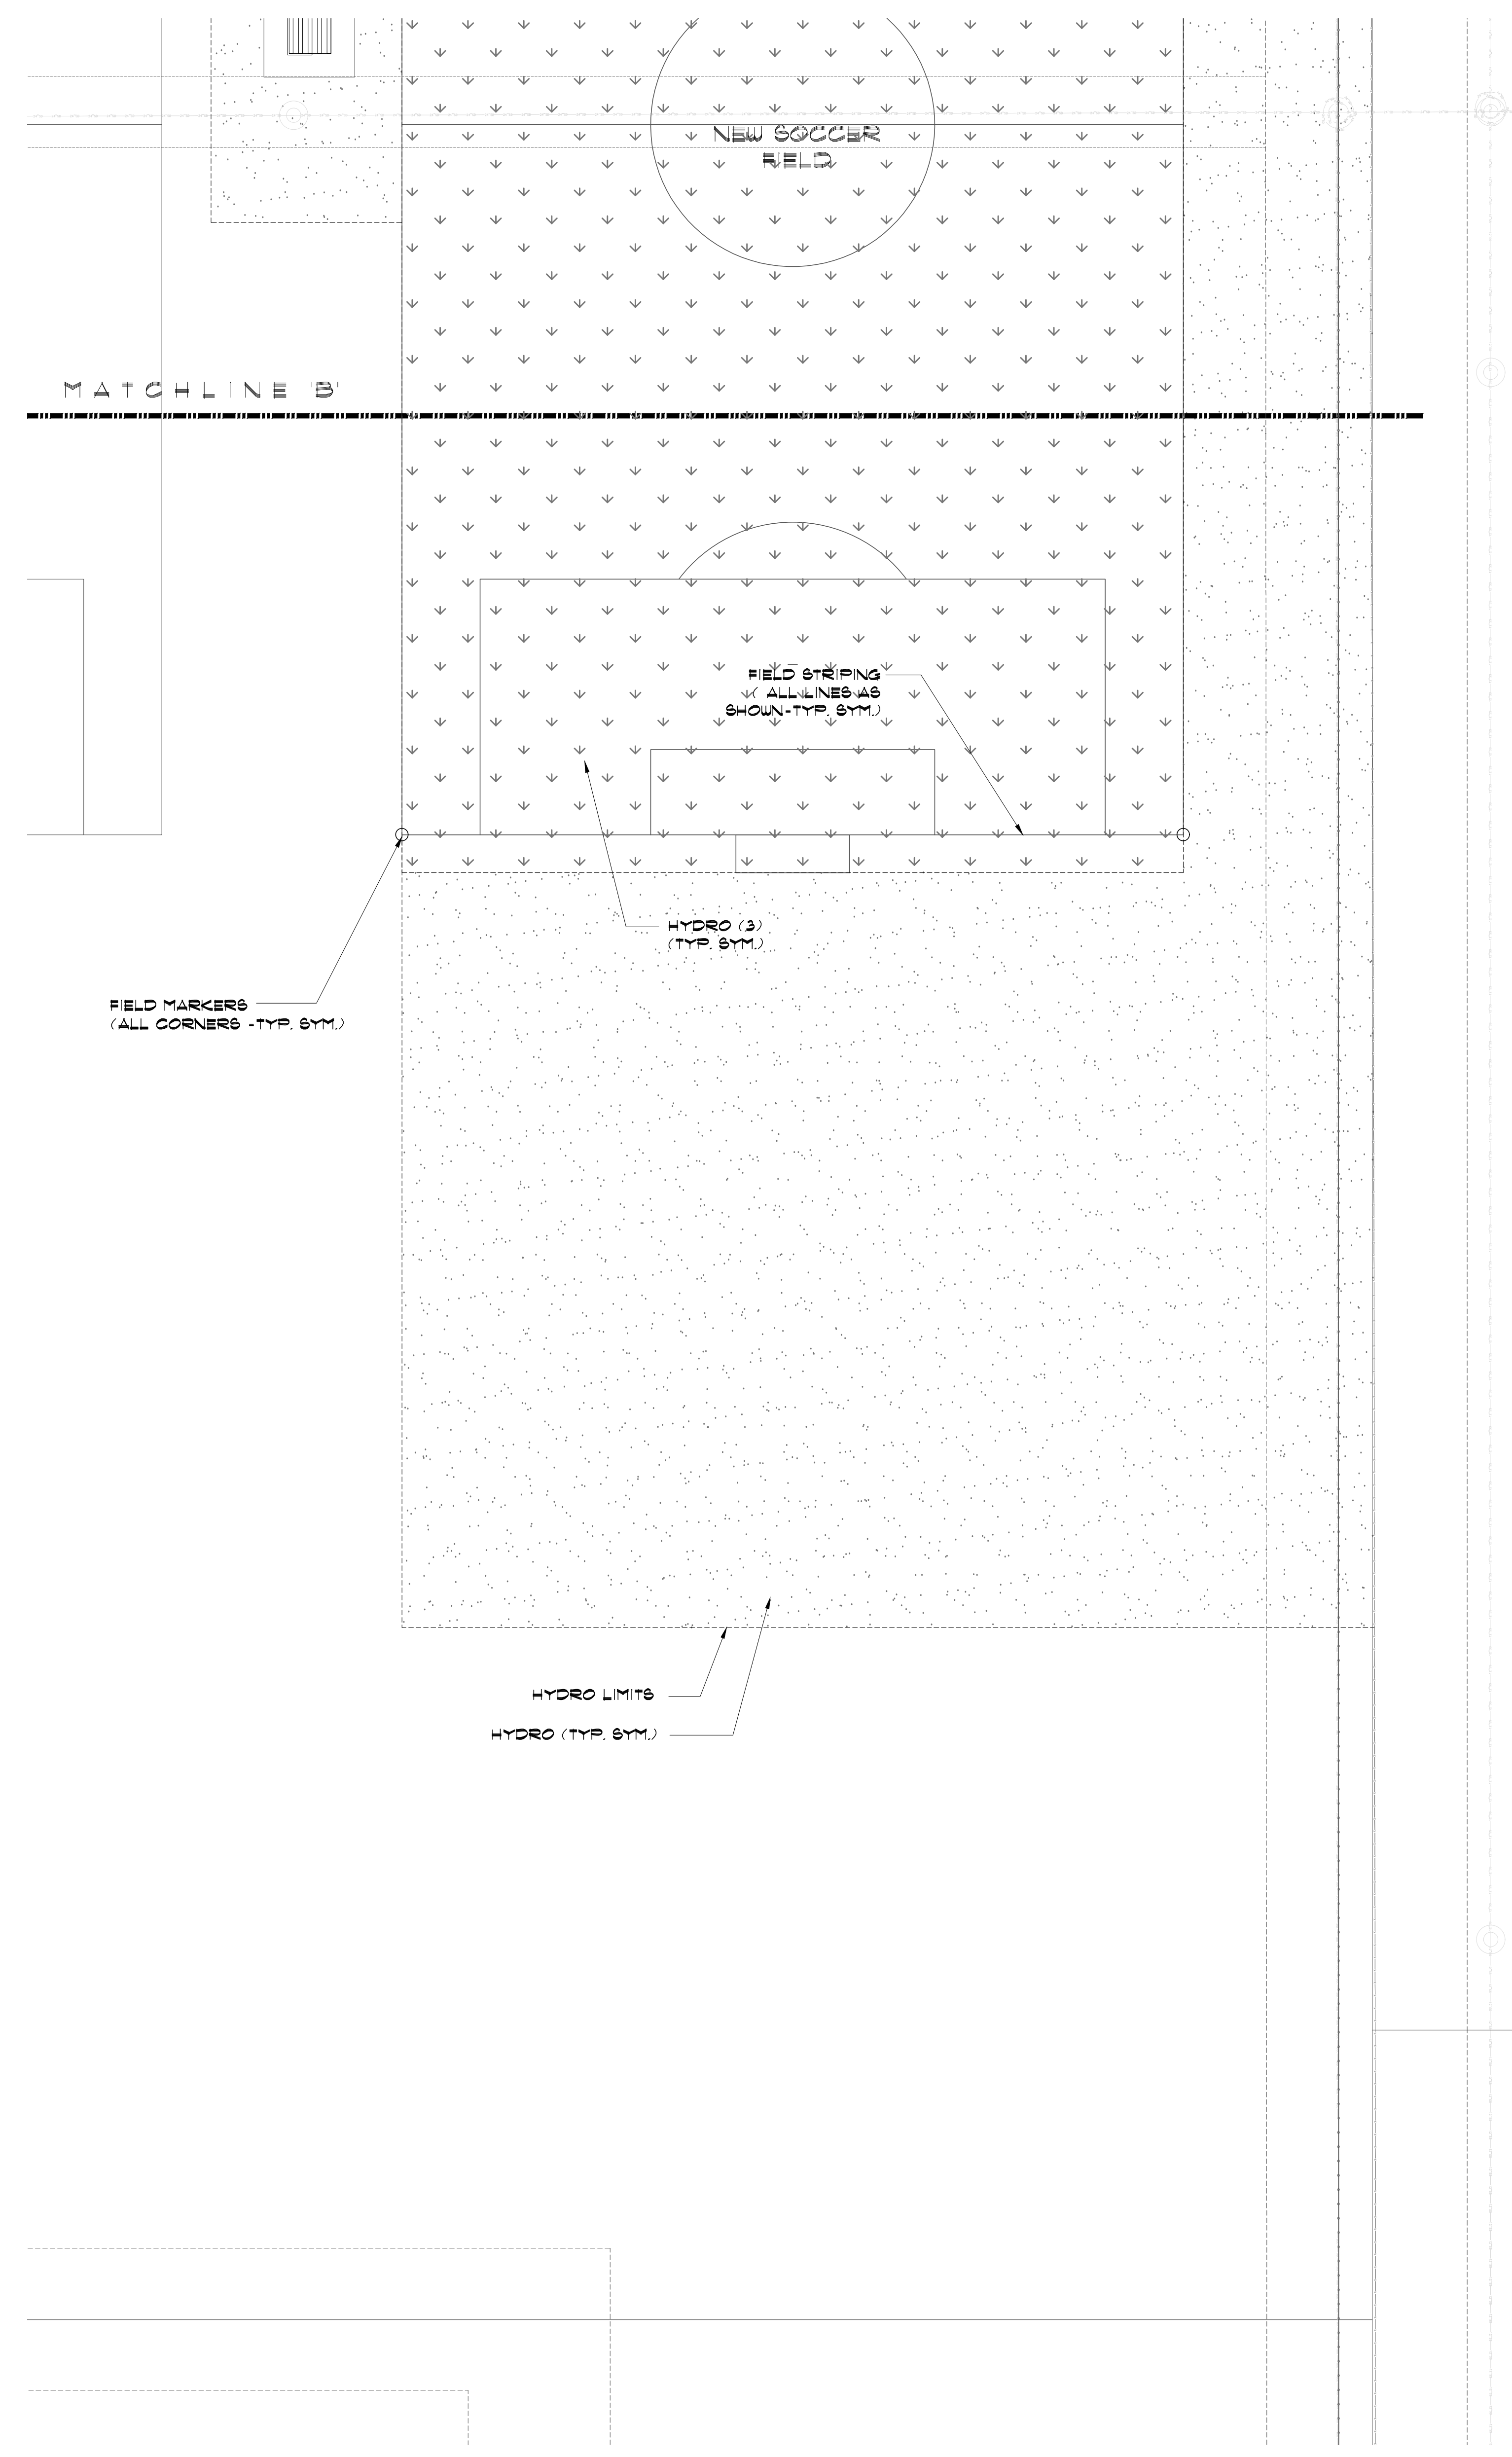 NEW SOCCER
FIELD
MATCHLINE 'B'
FIELD STRIPING
( ALL LINES AS
SHOWN-TYP. SYM.)
HYDRO (3)
(TYP. SYM.)
FIELD MARKERS
(ALL CORNERS -TYP. SYM.)
HYDRO LIMITS
HYDRO (TYP. SYM.)